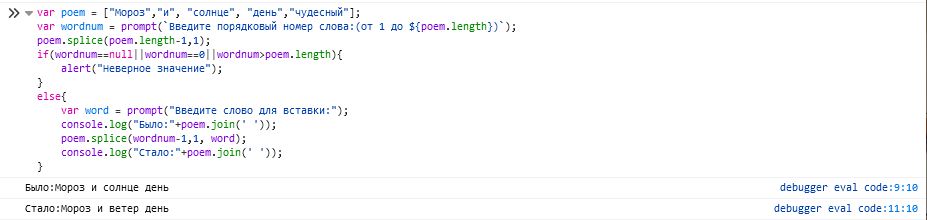 var poem = ["Мороз","и", "солнце", "день","чудесный"];
var wordnum = prompt(`Введите порядковый номер слова:(от 1 до ${poem.length})`);
poem.splice(poem.length-1,1);
if(wordnum==null||wordnum==0||wordnum>poem.length){
alert("Неверное значение");
}
else{
var word = prompt("Введите слово для вставки:");
console.log("Было:"+poem.join(' '));
poem.splice(wordnum-1,1, word);
console.log("Стало:"+poem.join(' '));
}
Было:Мороз и солнце день debugger eval code:9:10
Стало:Мороз и ветер день debugger eval code:11:10